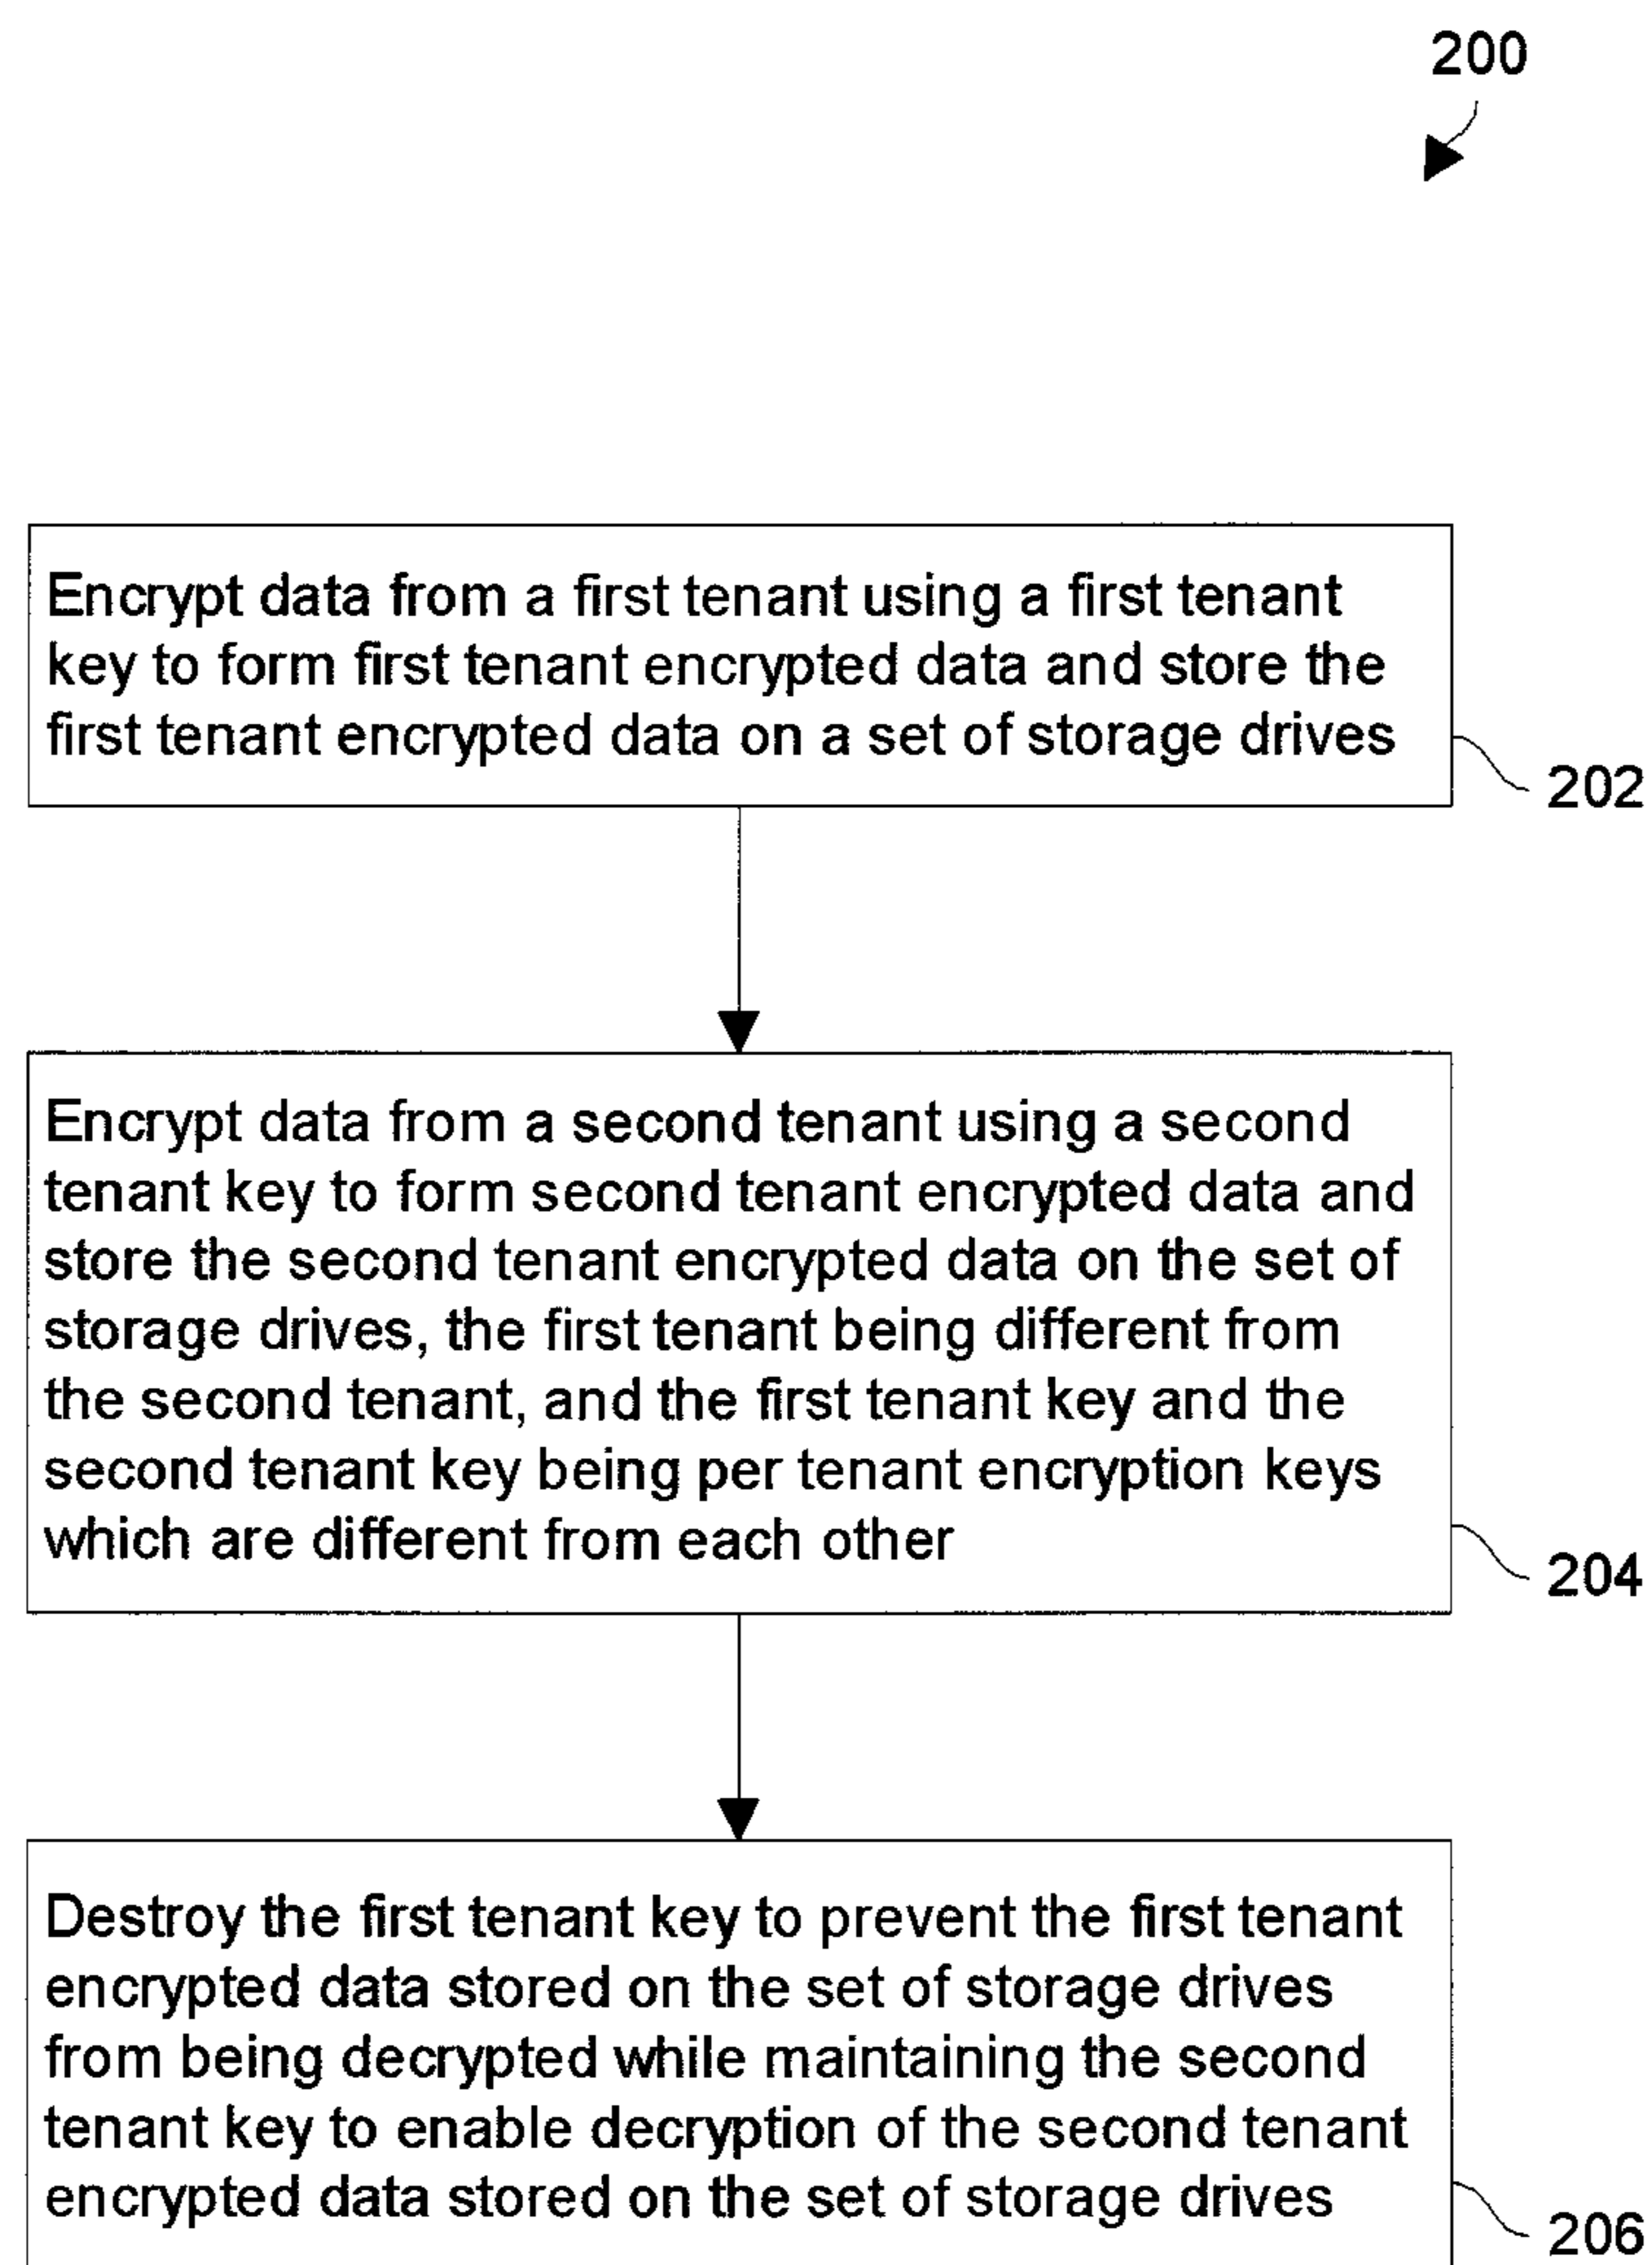 200
Encrypt data from a first tenant using a first tenant
key to form first tenant encrypted data and store the
first tenant encrypted data on a set of storage drives
202
Encrypt data from a second tenant using a second
tenant key to form second tenant encrypted data and
store the second tenant encrypted data on the set of
storage drives, the first tenant being different from
the second tenant, and the first tenant key and the
second tenant key being per tenant encryption keys
which are different from each other
204
Destroy the first tenant key to prevent the first tenant
encrypted data stored on the set of storage drives
from being decrypted while maintaining the second
tenant key to enable decryption of the second tenant
encrypted data stored on the set of storage drives
206